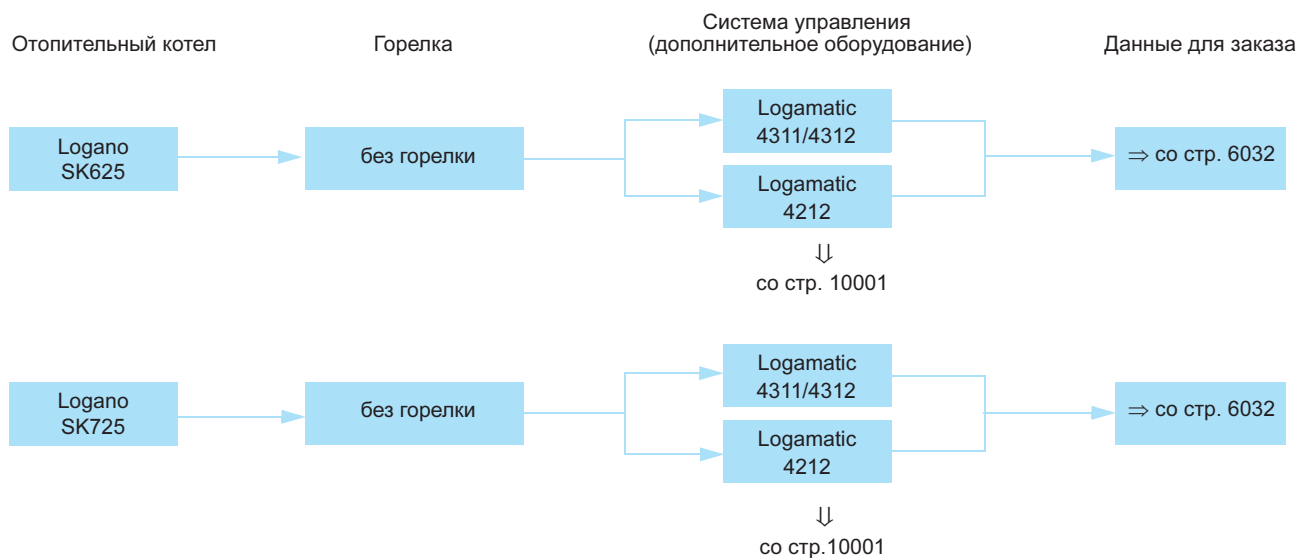 Отопительный котел
Горелка
Система управления
(дополнительное оборудование)
Данные для заказа
Logano
SK625
без горелки
Logamatic
4311/4312
Logamatic
4212
⇒ со стр. 6032
⇓
со стр. 10001
Logano
SK725
без горелки
Logamatic
4311/4312
Logamatic
4212
⇒ со стр. 6032
⇓
со стр.10001